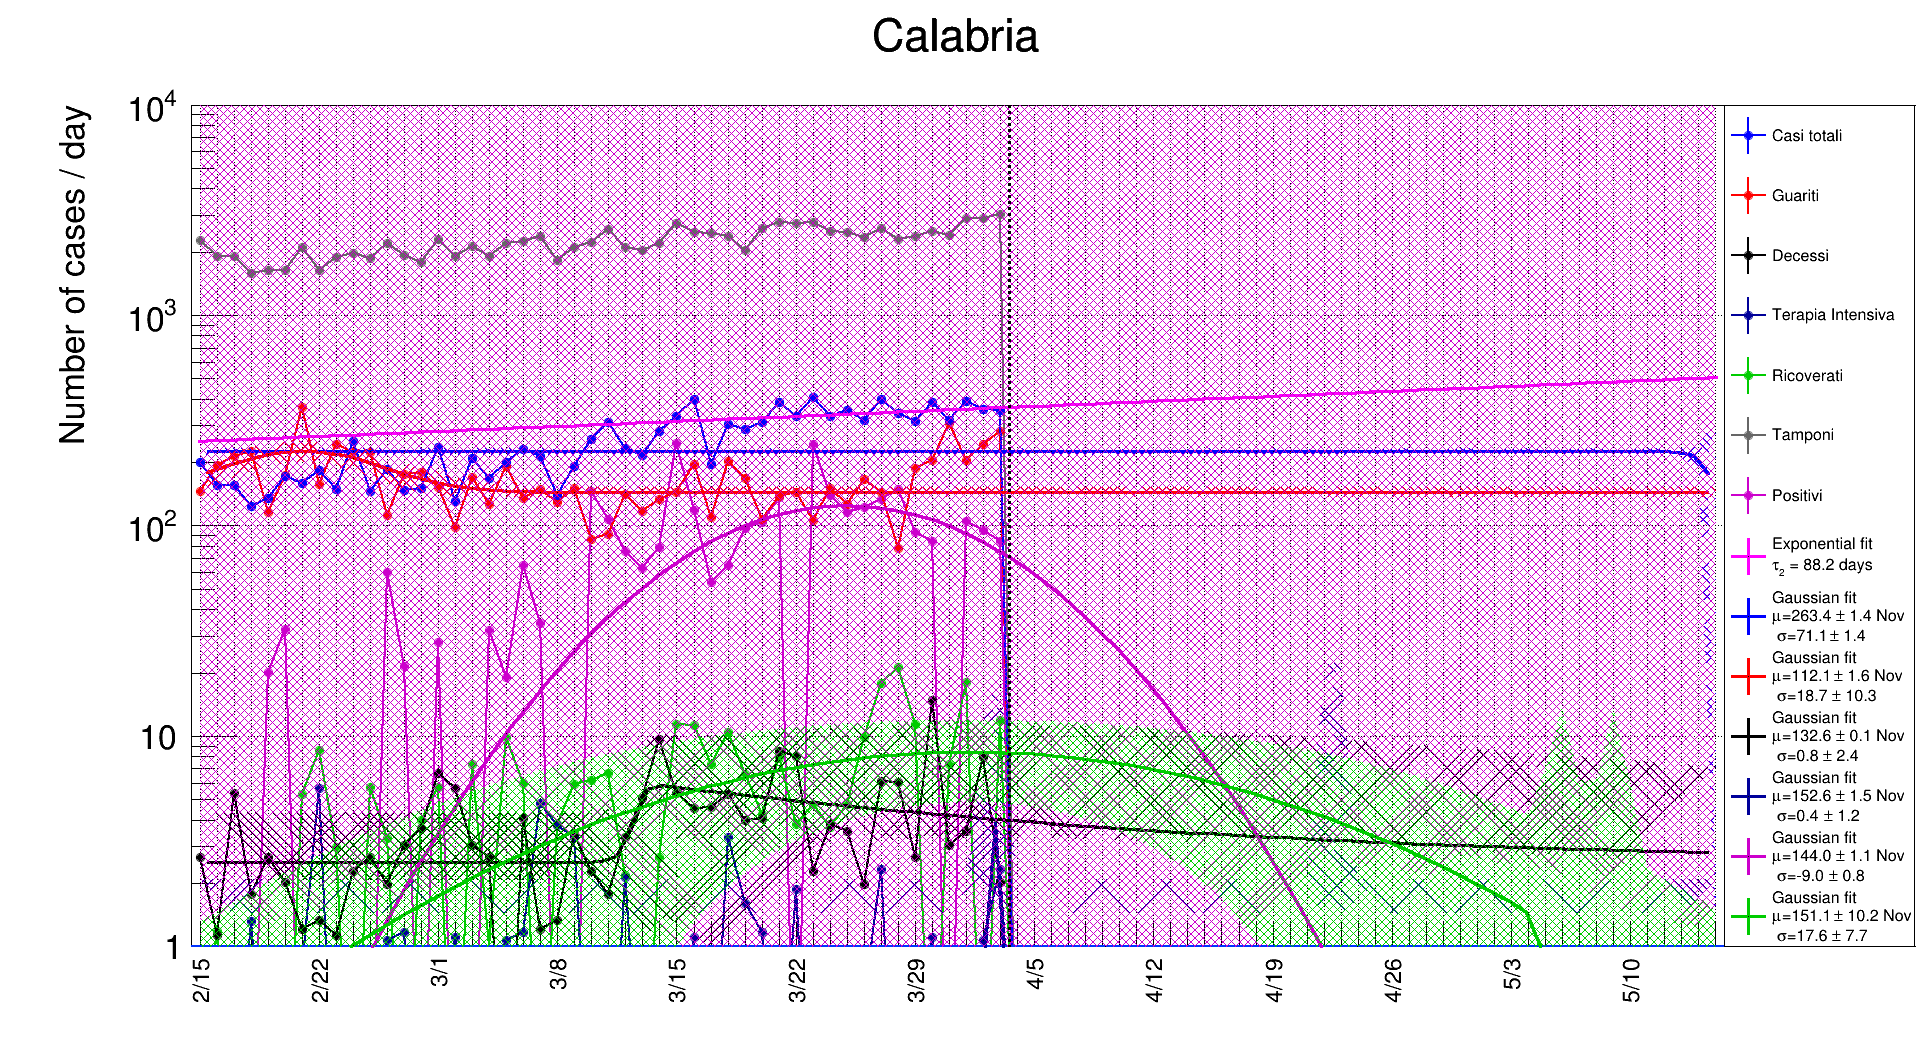 Calabria
Number of cases / day
10⁴
10³
10²
10
1
2/15
2/22
3/1
3/8
3/15
3/22
3/29
4/5
4/12
4/19
4/26
5/3
5/10
Casi totali
Guariti
Decessi
Terapia Intensiva
Ricoverati
Tamponi
Positivi
Exponential fit
τ₂ = 88.2 days
Gaussian fit
μ=263.4 ± 1.4 Nov
σ=71.1 ± 1.4
Gaussian fit
μ=112.1 ± 1.6 Nov
σ=18.7 ± 10.3
Gaussian fit
μ=132.6 ± 0.1 Nov
σ=0.8 ± 2.4
Gaussian fit
μ=152.6 ± 1.5 Nov
σ=0.4 ± 1.2
Gaussian fit
μ=144.0 ± 1.1 Nov
σ=-9.0 ± 0.8
Gaussian fit
μ=151.1 ± 10.2 Nov
σ=17.6 ± 7.7